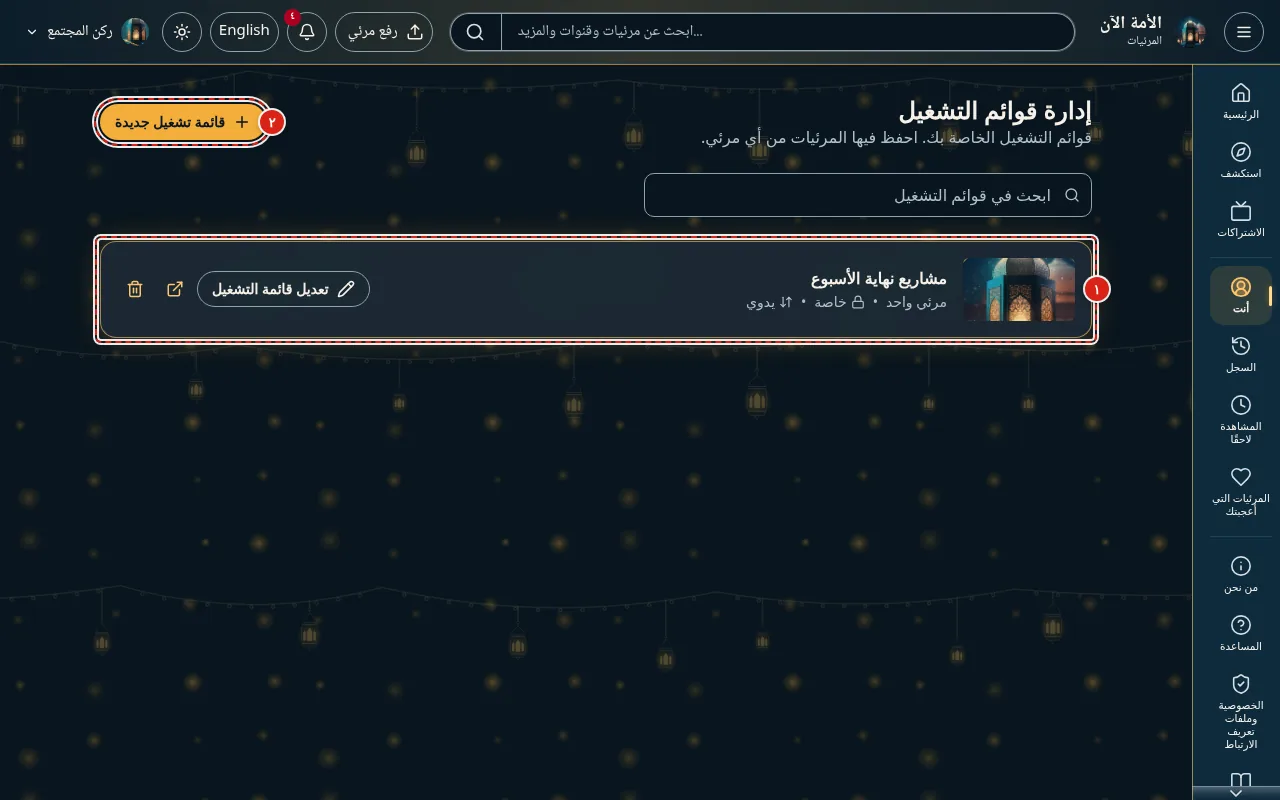 الأمة الآن
المرئيات
ابحث عن مرئيات وقنوات والمزيد...
رفع مرئي
٤
English
ركن المجتمع
الرئيسية
استكشف
الاشتراكات
أنت
السجل
المشاهدة
لاحقًا
المرئيات التي
أعجبتك
من نحن
المساعدة
الخصوصية
وملفات
تعريف
الارتباط
إدارة قوائم التشغيل
قوائم التشغيل الخاصة بك. احفظ فيها المرئيات من أي مرئي.
قائمة تشغيل جديدة
٢
ابحث في قوائم التشغيل
١
مشاريع نهاية الأسبوع
مرئي واحد • خاصة • يدوي
تعديل قائمة التشغيل